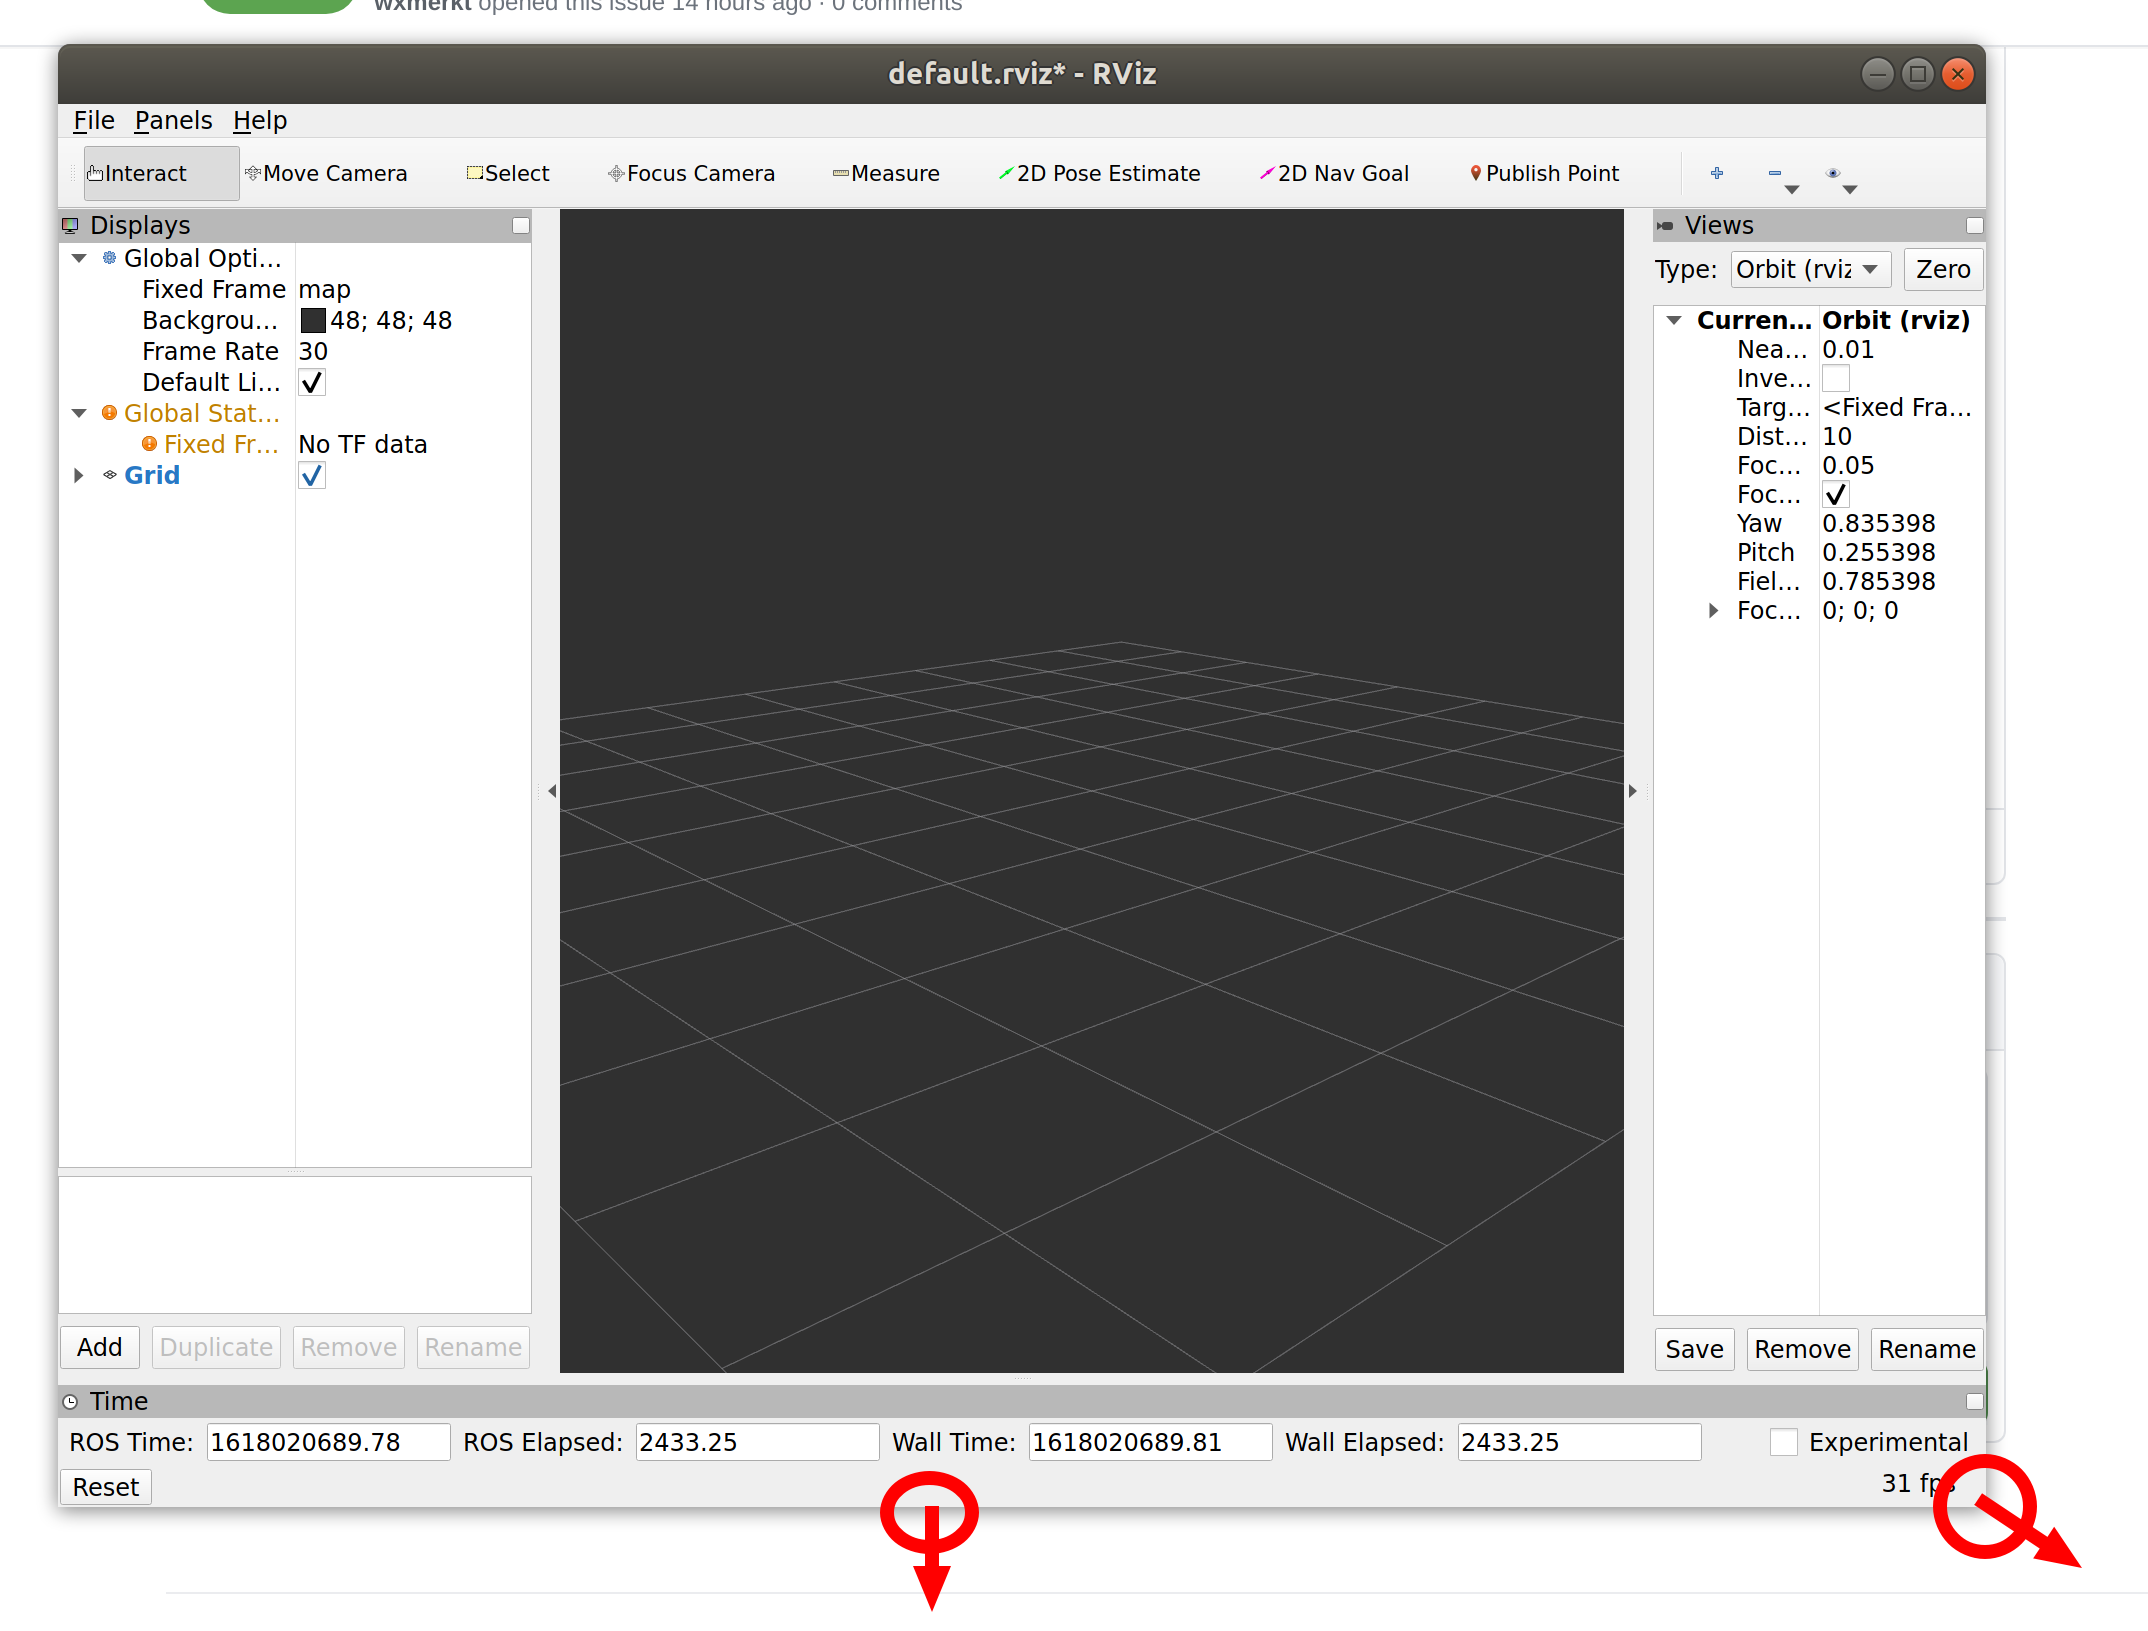 wxmerkt opened this issue 14 hours ago · 0 comments
default.rviz* - RViz
File Panels Help
Interact Move Camera Select Focus Camera Measure 2D Pose Estimate 2D Nav Goal Publish Point
Displays
Global Opti...
Fixed Frame map
Backgrou... 48; 48; 48
Frame Rate 30
Default Li...
Global Stat...
Fixed Fr... No TF data
Grid
Add Duplicate Remove Rename
Views
Type: Orbit (rviz Zero
Curren... Orbit (rviz)
Nea... 0.01
Inve...
Targ... <Fixed Fra...
Dist... 10
Foc... 0.05
Foc...
Yaw 0.835398
Pitch 0.255398
Fiel... 0.785398
Foc... 0; 0; 0
Save Remove Rename
Time
ROS Time: 1618020689.78 ROS Elapsed: 2433.25 Wall Time: 1618020689.81 Wall Elapsed: 2433.25 Experimental
Reset 31 fps